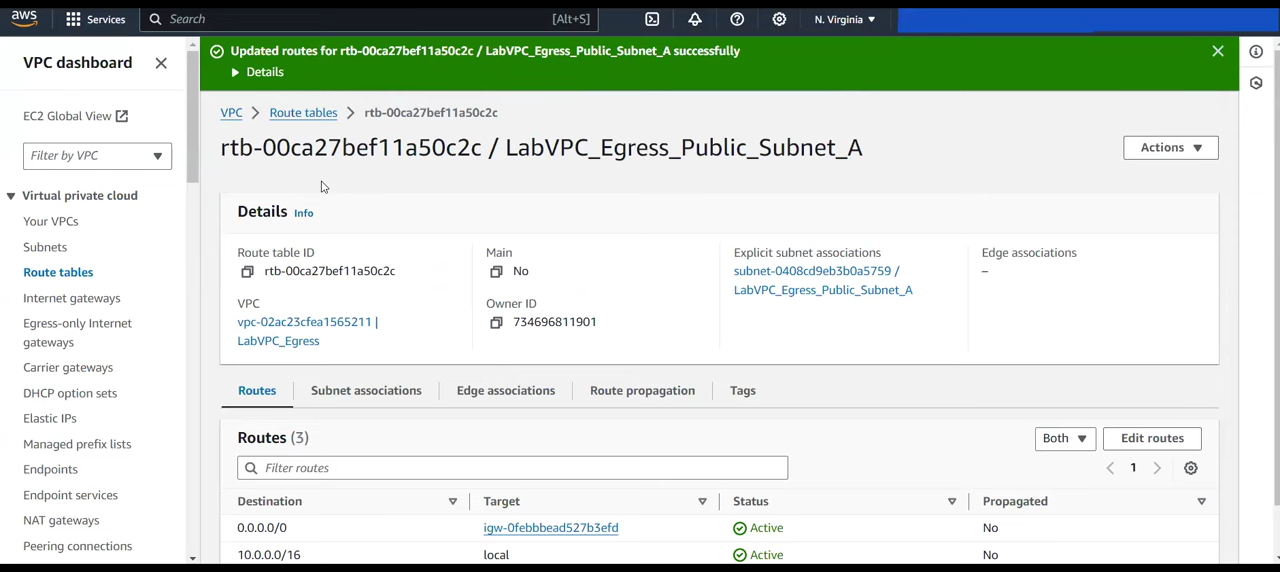 aws
Services
Search
[Alt+S]
N. Virginia
VPC dashboard
EC2 Global View
Filter by VPC
Virtual private cloud
Your VPCs
Subnets
Route tables
Internet gateways
Egress-only Internet
gateways
Carrier gateways
DHCP option sets
Elastic IPs
Managed prefix lists
Endpoints
Endpoint services
NAT gateways
Peering connections
Updated routes for rtb-00ca27bef11a50c2c / LabVPC_Egress_Public_Subnet_A successfully
Details
VPC > Route tables > rtb-00ca27bef11a50c2c
rtb-00ca27bef11a50c2c / LabVPC_Egress_Public_Subnet_A
Actions
Details Info
Route table ID
rtb-00ca27bef11a50c2c
Main
No
Explicit subnet associations
subnet-0408cd9eb3b0a5759 /
LabVPC_Egress_Public_Subnet_A
Edge associations
–
VPC
vpc-02ac23cfea1565211 |
LabVPC_Egress
Owner ID
734696811901
Routes Subnet associations Edge associations Route propagation Tags
Routes (3)
Both
Edit routes
Filter routes
1
Destination Target Status Propagated
0.0.0.0/0 igw-0febbbead527b3efd Active No
10.0.0.0/16 local Active No